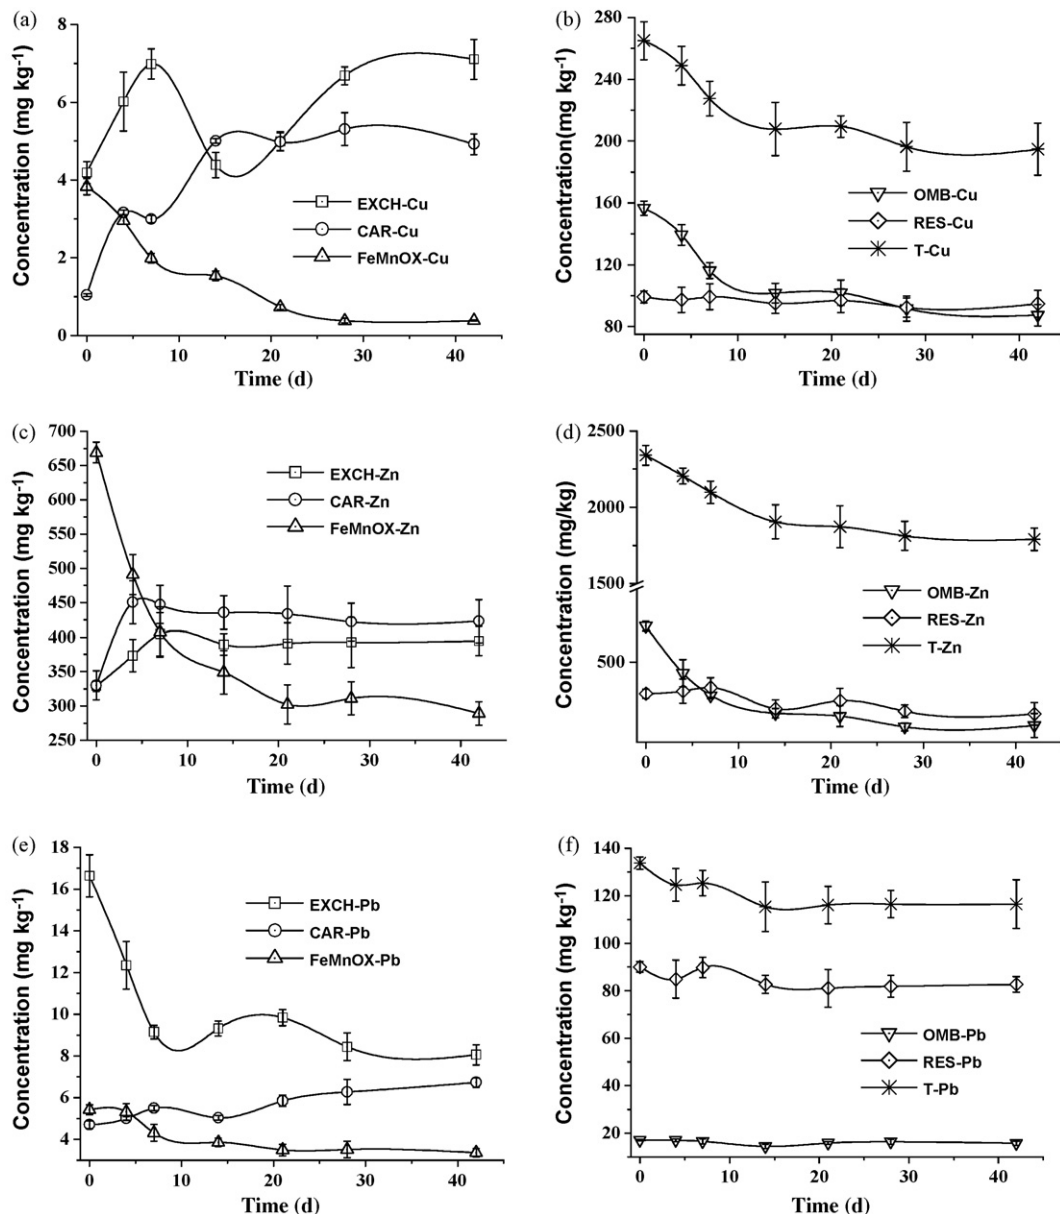 (a)
8
6
4
2
0
Concentration (mg kg-1)
EXCH-Cu
CAR-Cu
FeMnOX-Cu
0 10 20 30 40
Time (d)
(b)
280
240
200
160
120
80
Concentration(mg kg-1)
OMB-Cu
RES-Cu
T-Cu
0 10 20 30 40
Time (d)
(c)
700
650
600
550
500
450
400
350
300
250
Concentration (mg kg-1)
EXCH-Zn
CAR-Zn
FeMnOX-Zn
0 10 20 30 40
Time (d)
(d)
2500
2000
1500
500
Concentration (mg/kg)
OMB-Zn
RES-Zn
T-Zn
0 10 20 30 40
Time (d)
(e)
18
16
14
12
10
8
6
4
Concentration (mg kg-1)
EXCH-Pb
CAR-Pb
FeMnOX-Pb
0 10 20 30 40
Time (d)
(f)
140
120
100
80
60
40
20
Concentration (mg kg-1)
OMB-Pb
RES-Pb
T-Pb
0 10 20 30 40
Time (d)